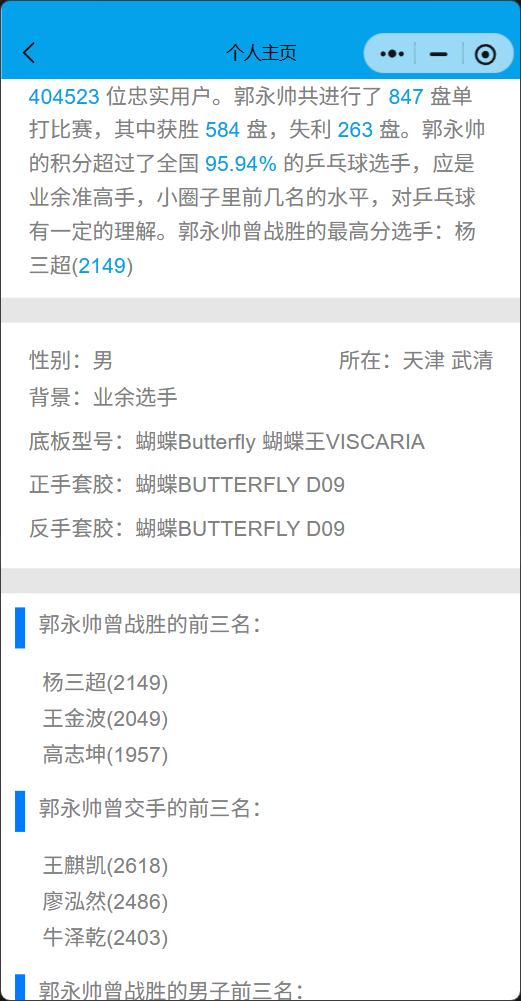 个人主页
404523 位忠实用户。郭永帅共进行了 847 盘单
打比赛，其中获胜 584 盘，失利 263 盘。郭永帅
的积分超过了全国 95.94% 的乒乓球选手，应是
业余准高手，小圈子里前几名的水平，对乒乓球
有一定的理解。郭永帅曾战胜的最高分选手：杨
三超(2149)
性别：男 所在：天津 武清
背景：业余选手
底板型号：蝴蝶Butterfly 蝴蝶王VISCARIA
正手套胶：蝴蝶BUTTERFLY D09
反手套胶：蝴蝶BUTTERFLY D09
郭永帅曾战胜的前三名：
杨三超(2149)
王金波(2049)
高志坤(1957)
郭永帅曾交手的前三名：
王麒凯(2618)
廖泓然(2486)
牛泽乾(2403)
郭永帅曾战胜的男子前三名：